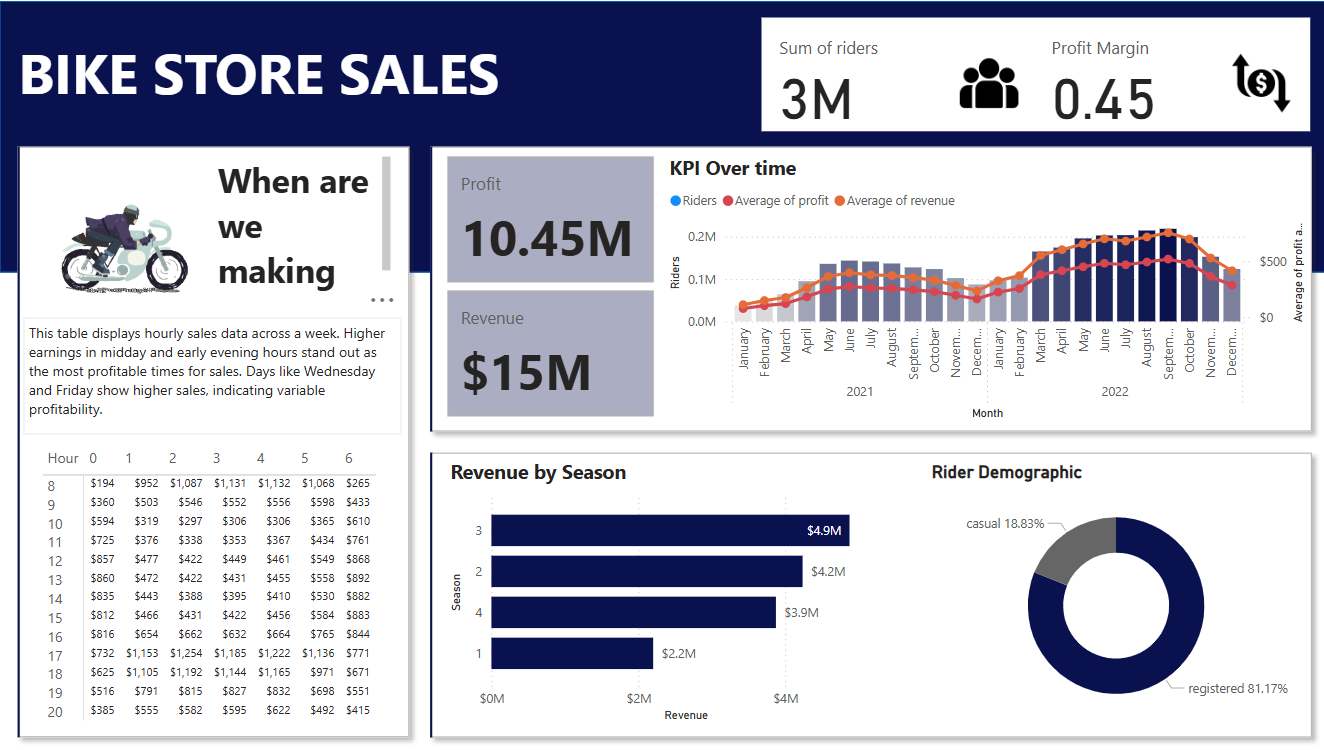 BIKE STORE SALES
Sum of riders
3M
Profit Margin
0.45
When are
we
making
This table displays hourly sales data across a week. Higher
earnings in midday and early evening hours stand out as
the most profitable times for sales. Days like Wednesday
and Friday show higher sales, indicating variable
profitability.
Hour 0 1 2 3 4 5 6
8 $194 $952 $1,087 $1,131 $1,132 $1,068 $265
9 $360 $503 $546 $552 $556 $598 $433
10 $594 $319 $297 $306 $306 $365 $610
11 $725 $376 $338 $353 $367 $434 $761
12 $857 $477 $422 $449 $461 $549 $868
13 $860 $472 $422 $431 $455 $558 $892
14 $835 $443 $388 $395 $410 $530 $882
15 $812 $466 $431 $422 $456 $584 $883
16 $816 $654 $662 $632 $664 $765 $844
17 $732 $1,153 $1,254 $1,185 $1,222 $1,136 $771
18 $625 $1,105 $1,192 $1,144 $1,165 $971 $671
19 $516 $791 $815 $827 $832 $698 $551
20 $385 $555 $582 $595 $622 $492 $415
Profit
10.45M
Revenue
$15M
KPI Over time
Riders Average of profit Average of revenue
Riders
0.2M
0.1M
0.0M
$500
$0
Average of profit a...
January February March April May June July August Septem... October Novem... Decem... January February March April May June July August Septem... October Novem... Decem...
2021 2022
Month
Revenue by Season
Season
3 $4.9M
2 $4.2M
4 $3.9M
1 $2.2M
$0M $2M $4M
Revenue
Rider Demographic
casual 18.83%
registered 81.17%